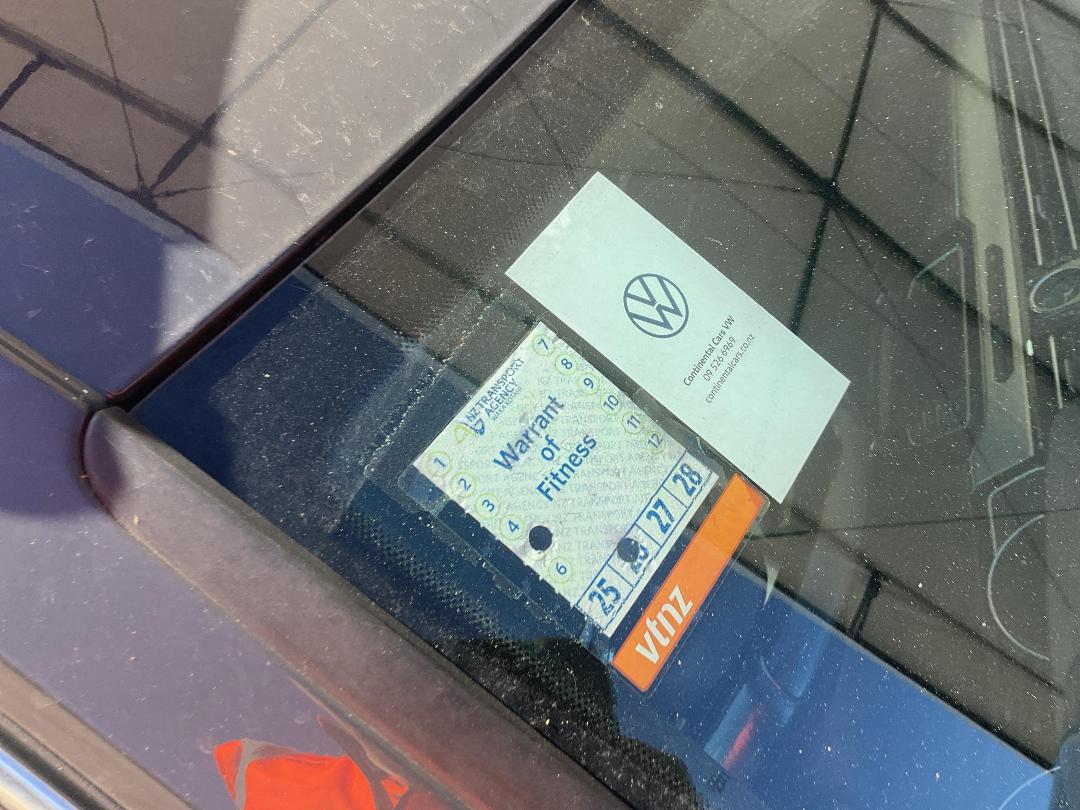 Continental Cars VW
09 526 6969
continentalcars.co.nz
NZ TRANSPORT
AGENCY
WAKA KOTAHI
Warrant
of
Fitness
1
2
3
4
6
7
8
9
10
11
12
25 27 28
vtnz